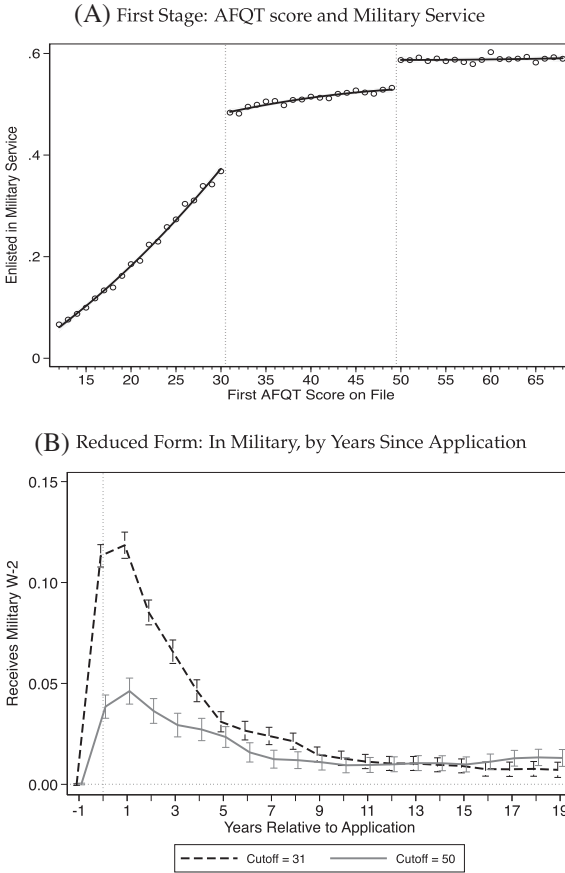 (A) First Stage: AFQT score and Military Service
Enlisted in Military Service
.6
.4
.2
0
15 20 25 30 35 40 45 50 55 60 65
First AFQT Score on File
(B) Reduced Form: In Military, by Years Since Application
Receives Military W-2
0.15
0.10
0.05
0.00
-1 1 3 5 7 9 11 13 15 17 19
Years Relative to Application
Cutoff = 31 Cutoff = 50